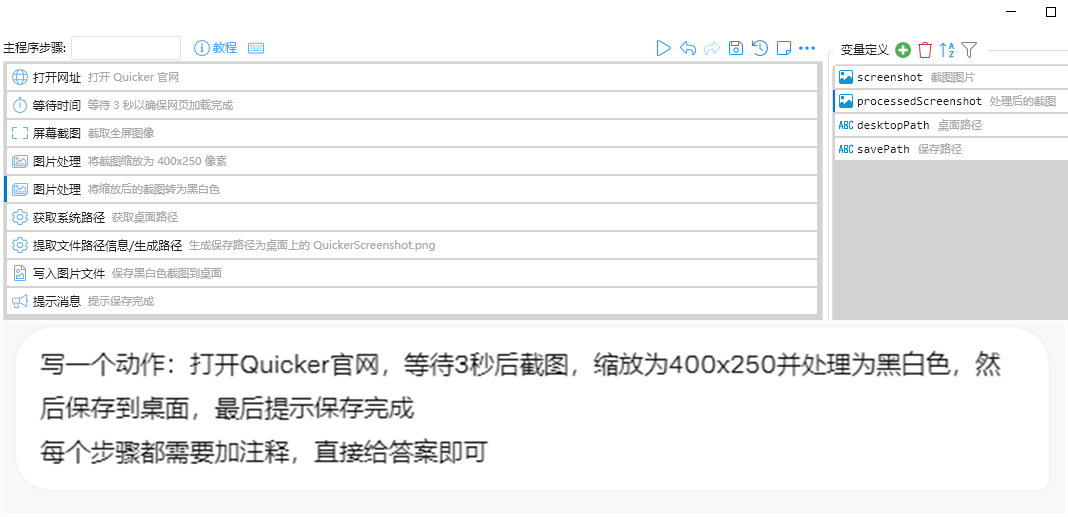 主程序步骤: 教程 变量定义
打开网址 打开 Quicker 官网
等待时间 等待 3 秒以确保网页加载完成
屏幕截图 截取全屏图像
图片处理 将截图缩放为 400x250 像素
图片处理 将缩放后的截图转为黑白色
获取系统路径 获取桌面路径
提取文件路径信息/生成路径 生成保存路径为桌面上的 QuickerScreenshot.png
写入图片文件 保存黑白色截图到桌面
提示消息 提示保存完成
screenshot 截图图片
processedScreenshot 处理后的截图
ABC desktopPath 桌面路径
ABC savePath 保存路径
写一个动作：打开Quicker官网，等待3秒后截图，缩放为400x250并处理为黑白色，然
后保存到桌面，最后提示保存完成
每个步骤都需要加注释，直接给答案即可